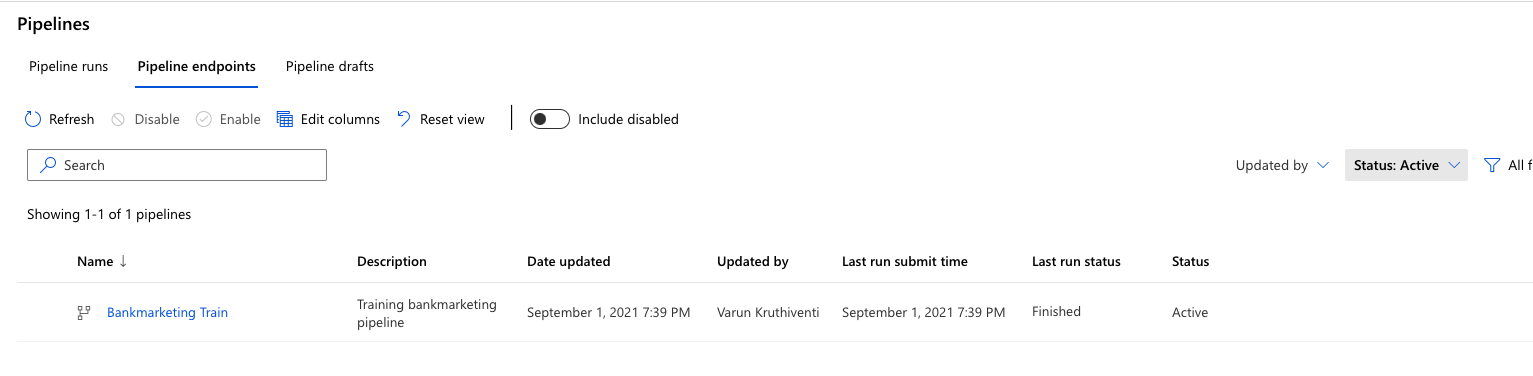 Pipelines
Pipeline runs Pipeline endpoints Pipeline drafts
Refresh Disable Enable Edit columns Reset view Include disabled
Search Updated by Status: Active All f
Showing 1-1 of 1 pipelines
Name ↓ Description Date updated Updated by Last run submit time Last run status Status
Bankmarketing Train Training bankmarketing pipeline September 1, 2021 7:39 PM Varun Kruthiventi September 1, 2021 7:39 PM Finished Active